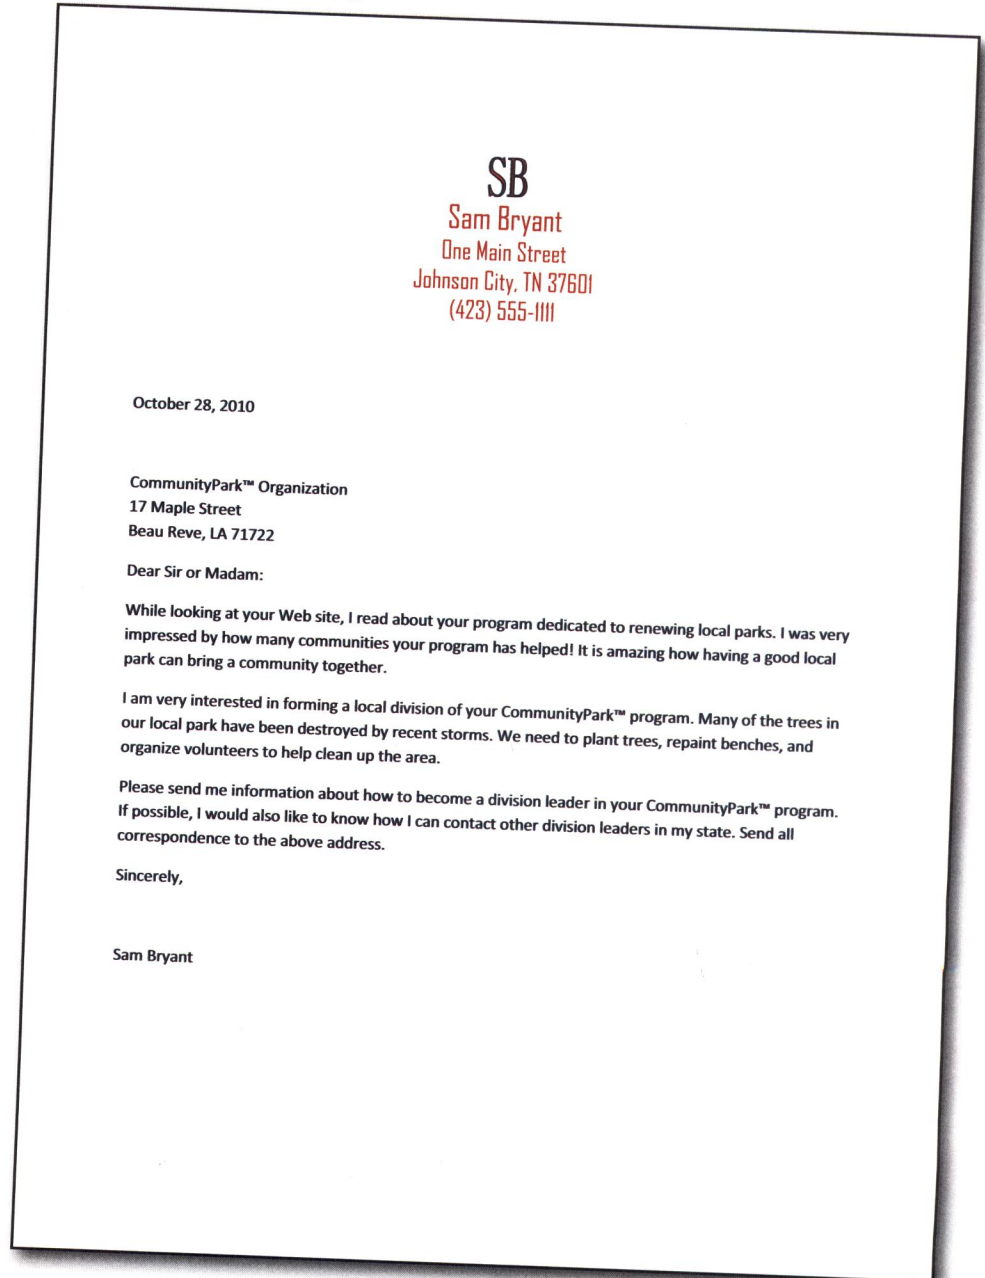 SB
Sam Bryant
One Main Street
Johnson City, TN 37601
(423) 555-1111
October 28, 2010
CommunityPark™ Organization
17 Maple Street
Beau Reve, LA 71722
Dear Sir or Madam:
While looking at your Web site, I read about your program dedicated to renewing local parks. I was very
impressed by how many communities your program has helped! It is amazing how having a good local
park can bring a community together.
I am very interested in forming a local division of your CommunityPark™ program. Many of the trees in
our local park have been destroyed by recent storms. We need to plant trees, repaint benches, and
organize volunteers to help clean up the area.
Please send me information about how to become a division leader in your CommunityPark™ program.
If possible, I would also like to know how I can contact other division leaders in my state. Send all
correspondence to the above address.
Sincerely,
Sam Bryant